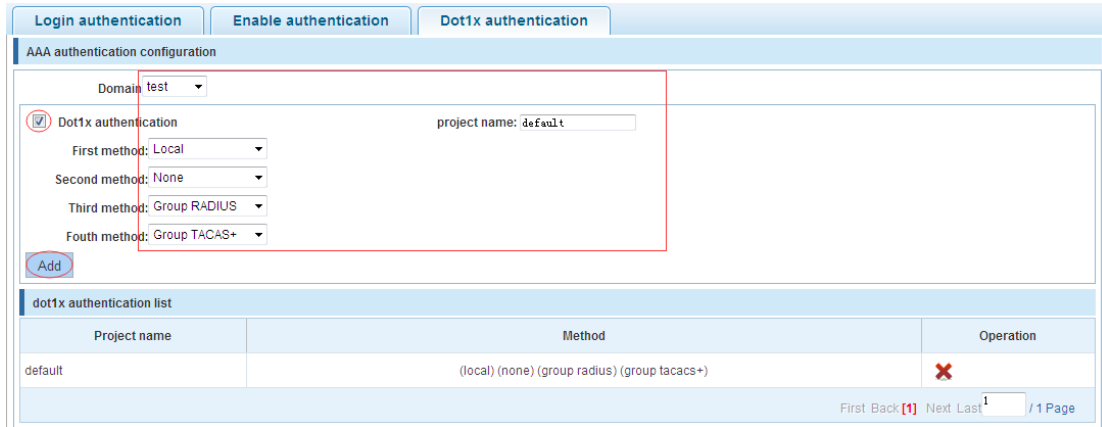 Login authentication Enable authentication Dot1x authentication
AAA authentication configuration
Domain test
Dot1x authentication project name: default
First method: Local
Second method: None
Third method: Group RADIUS
Fouth method: Group TACAS+
Add
dot1x authentication list
Project name Method Operation
default (local) (none) (group radius) (group tacacs+)
First Back [1] Next Last 1 / 1 Page